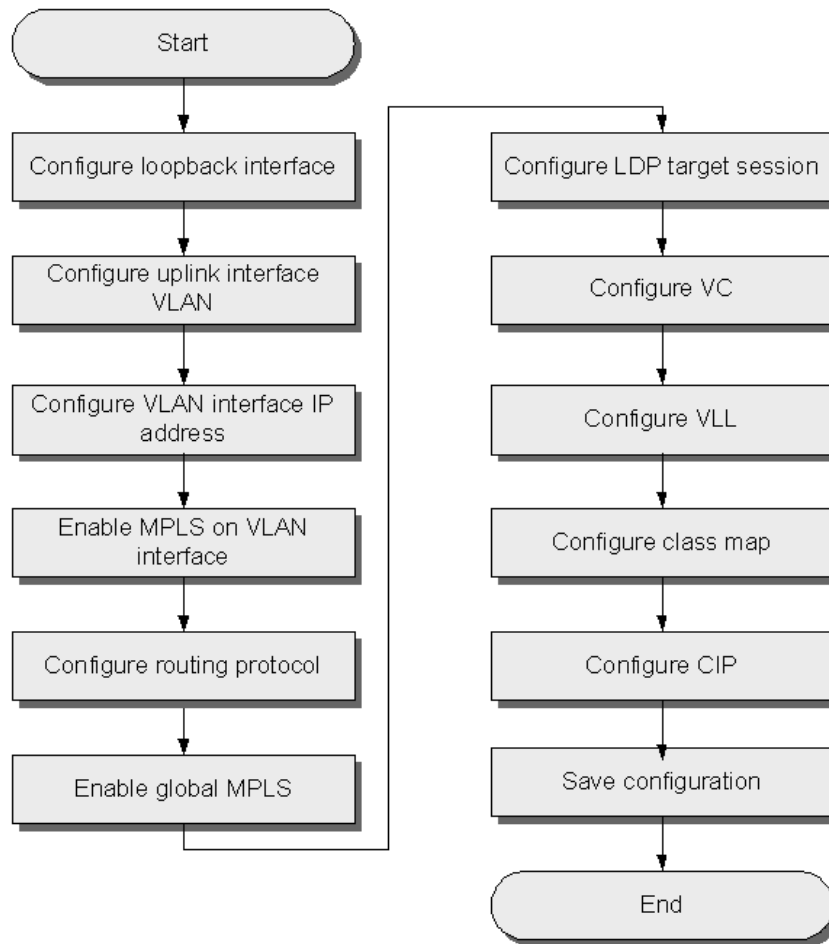 Start
Configure loopback interface
Configure uplink interface
VLAN
Configure VLAN interface IP
address
Enable MPLS on VLAN
interface
Configure routing protocol
Enable global MPLS
Configure LDP target session
Configure VC
Configure VLL
Configure class map
Configure CIP
Save configuration
End